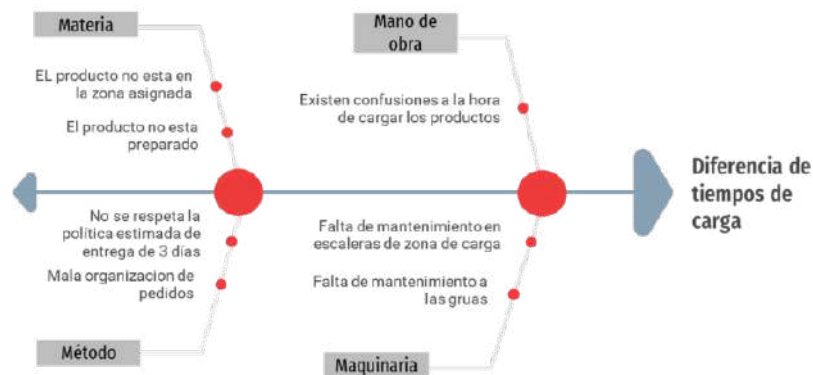 Materia
EL producto no esta en
la zona asignada
El producto no esta
preparado
Mano de
obra
Existen confusiones a la hora
de cargar los productos
Diferencia de
tiempos de
carga
No se respeta la
política estimada de
entrega de 3 días
Mala organizacion de
pedidos
Método
Falta de mantenimiento en
escaleras de zona de carga
Falta de mantenimiento a
las gruas
Maquinaria